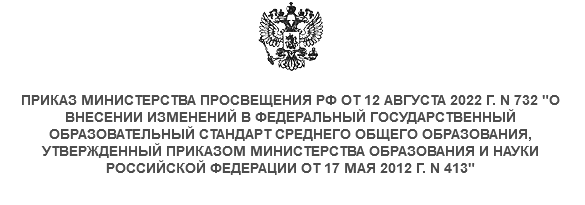 ПРИКАЗ МИНИСТЕРСТВА ПРОСВЕЩЕНИЯ РФ ОТ 12 АВГУСТА 2022 Г. N 732 "О
ВНЕСЕНИИ ИЗМЕНЕНИЙ В ФЕДЕРАЛЬНЫЙ ГОСУДАРСТВЕННЫЙ
ОБРАЗОВАТЕЛЬНЫЙ СТАНДАРТ СРЕДНЕГО ОБЩЕГО ОБРАЗОВАНИЯ,
УТВЕРЖДЕННЫЙ ПРИКАЗОМ МИНИСТЕРСТВА ОБРАЗОВАНИЯ И НАУКИ
РОССИЙСКОЙ ФЕДЕРАЦИИ ОТ 17 МАЯ 2012 Г. N 413"